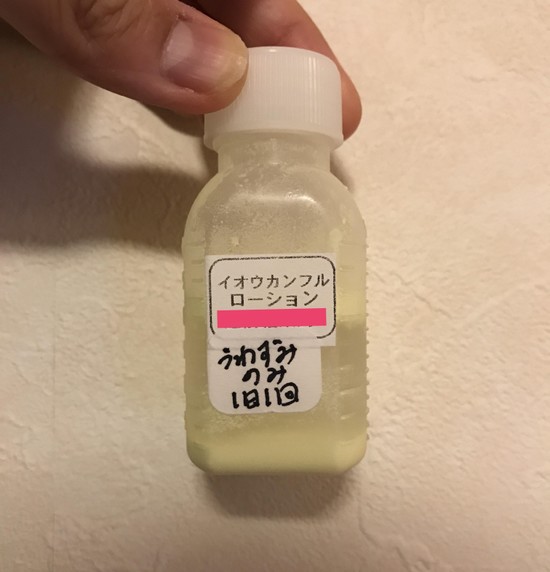 イオウカンフル
ローション
うわずみ
のみ
1日1回